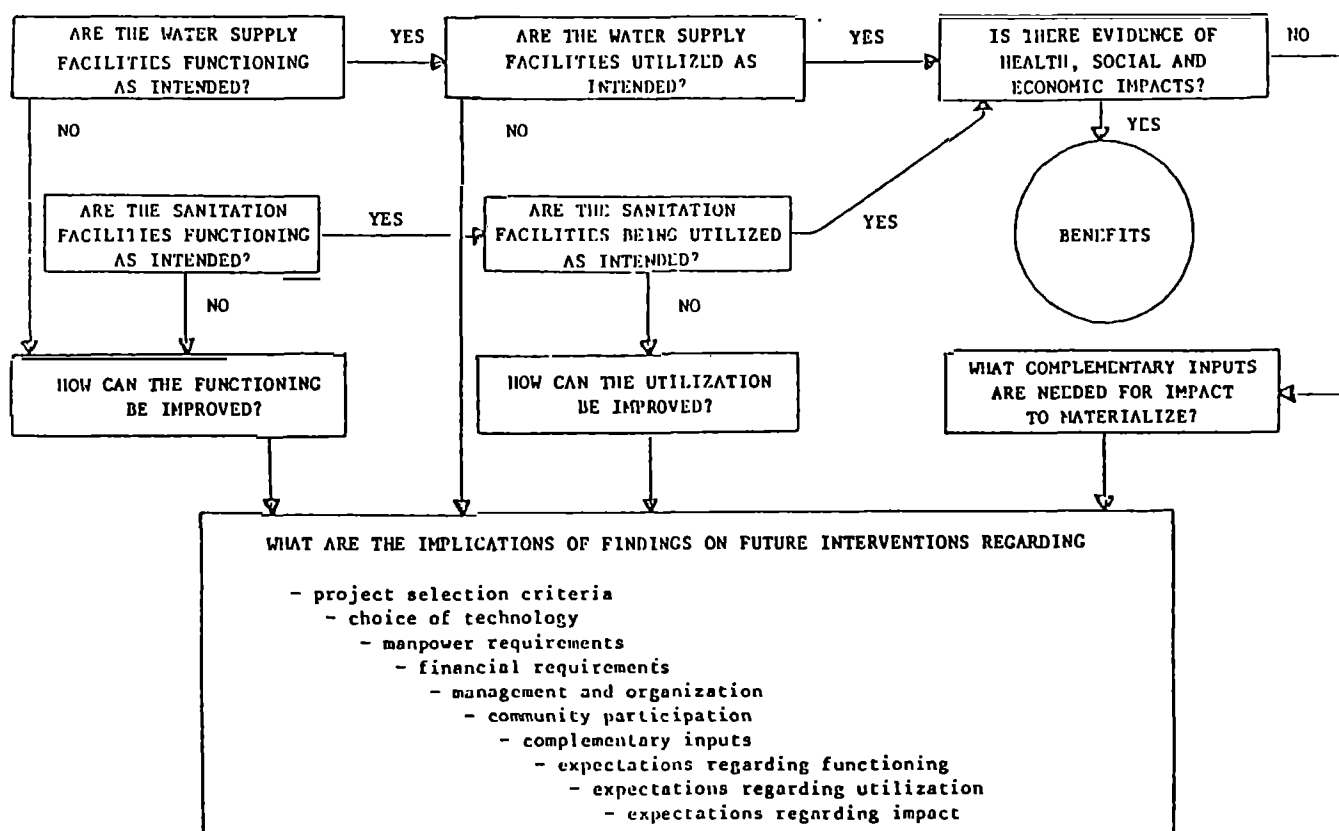 ARE THE WATER SUPPLY
FACILITIES FUNCTIONING
AS INTENDED?
YES
ARE THE WATER SUPPLY
FACILITIES UTILIZED AS
INTENDED?
YES
IS THERE EVIDENCE OF
HEALTH, SOCIAL AND
ECONOMIC IMPACTS?
NO
NO
NO
YES
ARE THE SANITATION
FACILITIES FUNCTIONING
AS INTENDED?
YES
ARE THE SANITATION
FACILITIES BEING UTILIZED
AS INTENDED?
YES
BENEFITS
NO
NO
HOW CAN THE FUNCTIONING
BE IMPROVED?
HOW CAN THE UTILIZATION
BE IMPROVED?
WHAT COMPLEMENTARY INPUTS
ARE NEEDED FOR IMPACT
TO MATERIALIZE?
WHAT ARE THE IMPLICATIONS OF FINDINGS ON FUTURE INTERVENTIONS REGARDING
- project selection criteria
- choice of technology
- manpower requirements
- financial requirements
- management and organization
- community participation
- complementary inputs
- expectations regarding functioning
- expectations regarding utilization
- expectations regarding impact